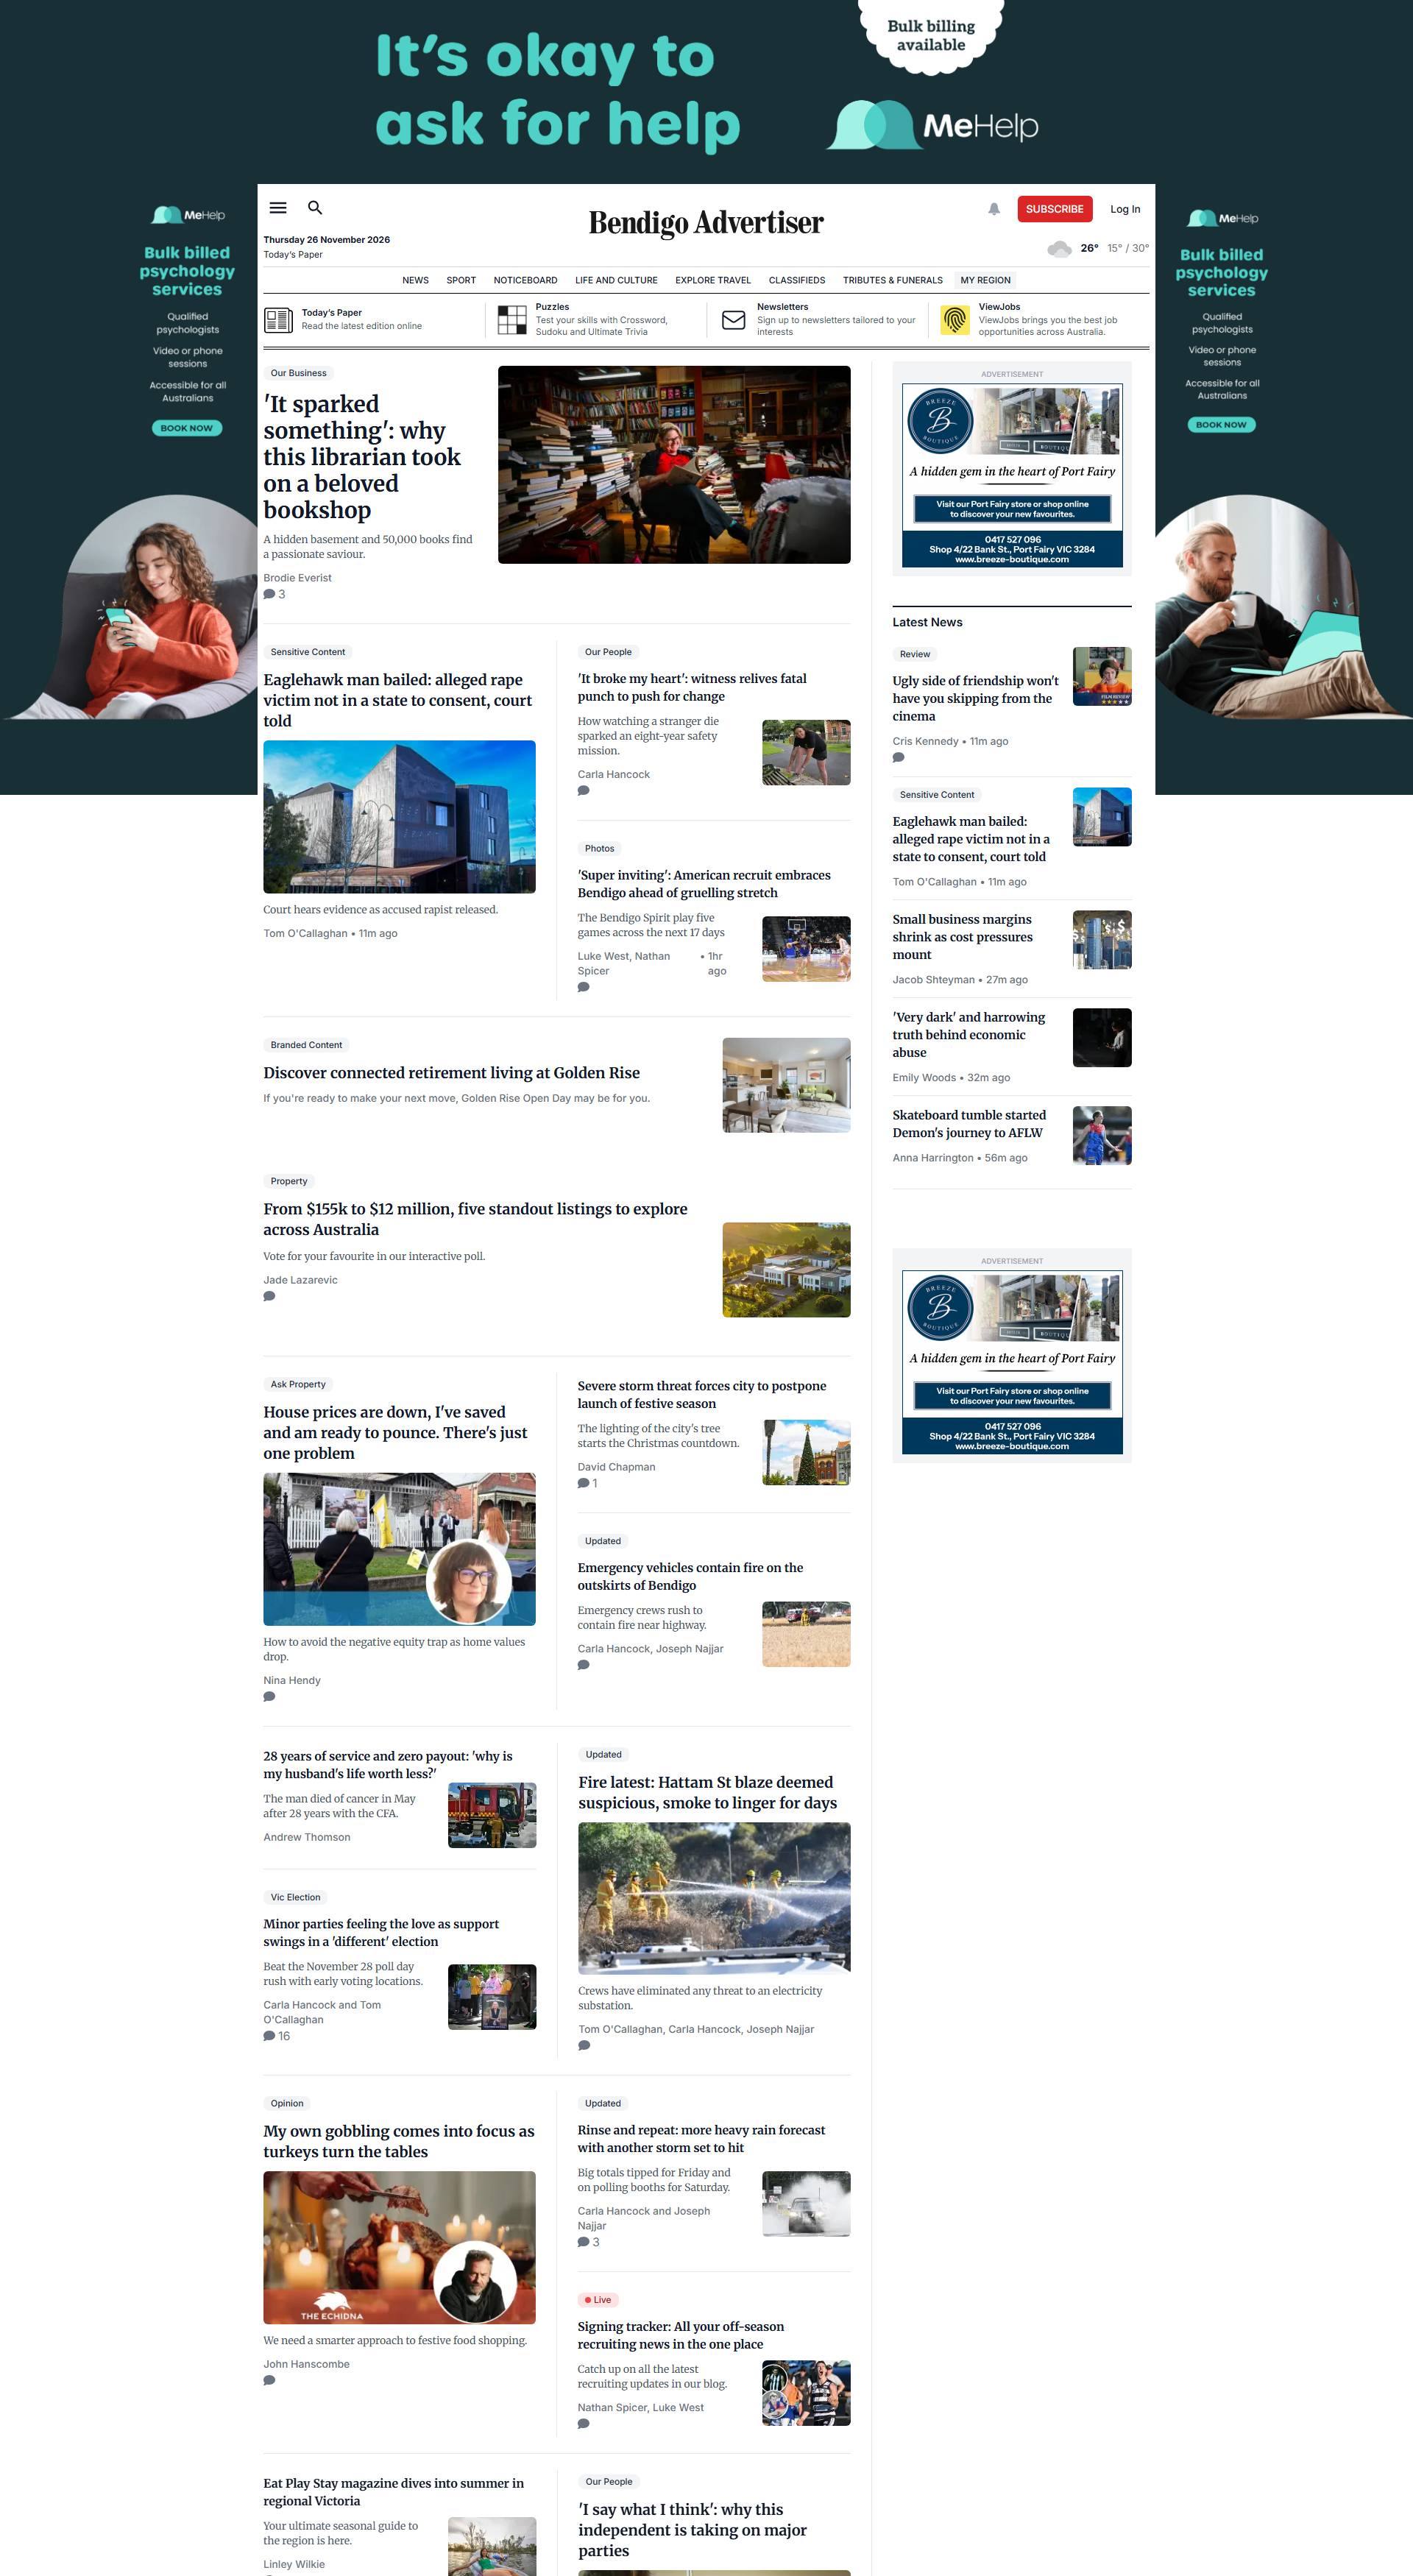 It's okay to
ask for help
Bulk billing
available
MeHelp
MeHelp
Bulk billed
psychology
services
Qualified
psychologists
Video or phone
sessions
Accessible for all
Australians
BOOK NOW
Thursday 26 November 2026
Today's Paper
Bendigo Advertiser
SUBSCRIBE
Log In
26° 15° / 30°
NEWS SPORT NOTICEBOARD LIFE AND CULTURE EXPLORE TRAVEL CLASSIFIEDS TRIBUTES & FUNERALS MY REGION
Today's Paper
Read the latest edition online
Puzzles
Test your skills with Crossword,
Sudoku and Ultimate Trivia
Newsletters
Sign up to newsletters tailored to your
interests
ViewJobs
ViewJobs brings you the best job
opportunities across Australia.
MeHelp
Bulk billed
psychology
services
Qualified
psychologists
Video or phone
sessions
Accessible for all
Australians
BOOK NOW
Our Business
'It sparked
something': why
this librarian took
on a beloved
bookshop
A hidden basement and 50,000 books find
a passionate saviour.
Brodie Everist
3
Sensitive Content
Eaglehawk man bailed: alleged rape
victim not in a state to consent, court
told
Court hears evidence as accused rapist released.
Tom O'Callaghan • 11m ago
Our People
'It broke my heart': witness relives fatal
punch to push for change
How watching a stranger die
sparked an eight-year safety
mission.
Carla Hancock
Photos
'Super inviting': American recruit embraces
Bendigo ahead of gruelling stretch
The Bendigo Spirit play five
games across the next 17 days
Luke West, Nathan
Spicer
• 1hr
ago
Branded Content
Discover connected retirement living at Golden Rise
If you're ready to make your next move, Golden Rise Open Day may be for you.
Property
From $155k to $12 million, five standout listings to explore
across Australia
Vote for your favourite in our interactive poll.
Jade Lazarevic
Ask Property
House prices are down, I've saved
and am ready to pounce. There's just
one problem
How to avoid the negative equity trap as home values
drop.
Nina Hendy
Severe storm threat forces city to postpone
launch of festive season
The lighting of the city's tree
starts the Christmas countdown.
David Chapman
1
Updated
Emergency vehicles contain fire on the
outskirts of Bendigo
Emergency crews rush to
contain fire near highway.
Carla Hancock, Joseph Najjar
28 years of service and zero payout: 'why is
my husband's life worth less?'
The man died of cancer in May
after 28 years with the CFA.
Andrew Thomson
Vic Election
Minor parties feeling the love as support
swings in a 'different' election
Beat the November 28 poll day
rush with early voting locations.
Carla Hancock and Tom
O'Callaghan
16
Updated
Fire latest: Hattam St blaze deemed
suspicious, smoke to linger for days
Crews have eliminated any threat to an electricity
substation.
Tom O'Callaghan, Carla Hancock, Joseph Najjar
Opinion
My own gobbling comes into focus as
turkeys turn the tables
THE ECHIDNA
We need a smarter approach to festive food shopping.
John Hanscombe
Updated
Rinse and repeat: more heavy rain forecast
with another storm set to hit
Big totals tipped for Friday and
on polling booths for Saturday.
Carla Hancock and Joseph
Najjar
3
Live
Signing tracker: All your off-season
recruiting news in the one place
Catch up on all the latest
recruiting updates in our blog.
Nathan Spicer, Luke West
Eat Play Stay magazine dives into summer in
regional Victoria
Your ultimate seasonal guide to
the region is here.
Linley Wilkie
Our People
'I say what I think': why this
independent is taking on major
parties
ADVERTISEMENT
BREEZE
B
BOUTIQUE
A hidden gem in the heart of Port Fairy
Visit our Port Fairy store or shop online
to discover your new favourites.
0417 527 096
Shop 4/22 Bank St., Port Fairy VIC 3284
www.breeze-boutique.com
Latest News
Review
Ugly side of friendship won't
have you skipping from the
cinema
FILM REVIEW
Cris Kennedy • 11m ago
Sensitive Content
Eaglehawk man bailed:
alleged rape victim not in a
state to consent, court told
Tom O'Callaghan • 11m ago
Small business margins
shrink as cost pressures
mount
Jacob Shteyman • 27m ago
'Very dark' and harrowing
truth behind economic
abuse
Emily Woods • 32m ago
Skateboard tumble started
Demon's journey to AFLW
Anna Harrington • 56m ago
ADVERTISEMENT
BREEZE
B
BOUTIQUE
A hidden gem in the heart of Port Fairy
Visit our Port Fairy store or shop online
to discover your new favourites.
0417 527 096
Shop 4/22 Bank St., Port Fairy VIC 3284
www.breeze-boutique.com